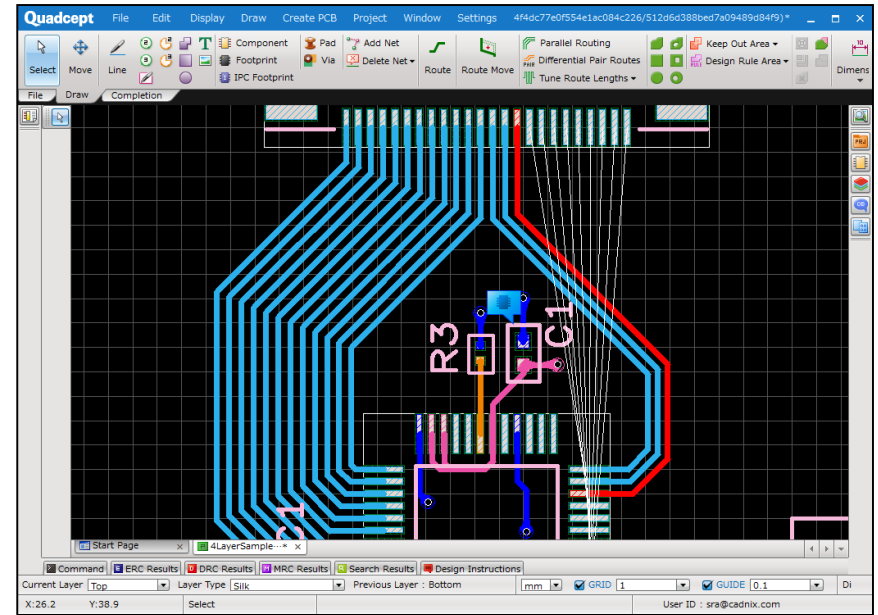 Quadcept File Edit Display Draw Create PCB Project Window Settings 4f4dc77e0f554e1ac084c226/512d6d388bed7a09489d84f9)*
Select Move Line T Component Footprint IPC Footprint Pad Via Add Net Delete Net Route Route Move Parallel Routing Differential Pair Routes Tune Route Lengths Keep Out Area Design Rule Area Dimens
File Draw Completion
PRJ
R3
C1
Start Page x 4LayerSample···* x
Command ERC Results DRC Results MRC Results Search Results Design Instructions
Current Layer Top Layer Type Silk Previous Layer : Bottom mm GRID 1 GUIDE 0.1 Di
X:26.2 Y:38.9 Select User ID : sra@cadnix.com